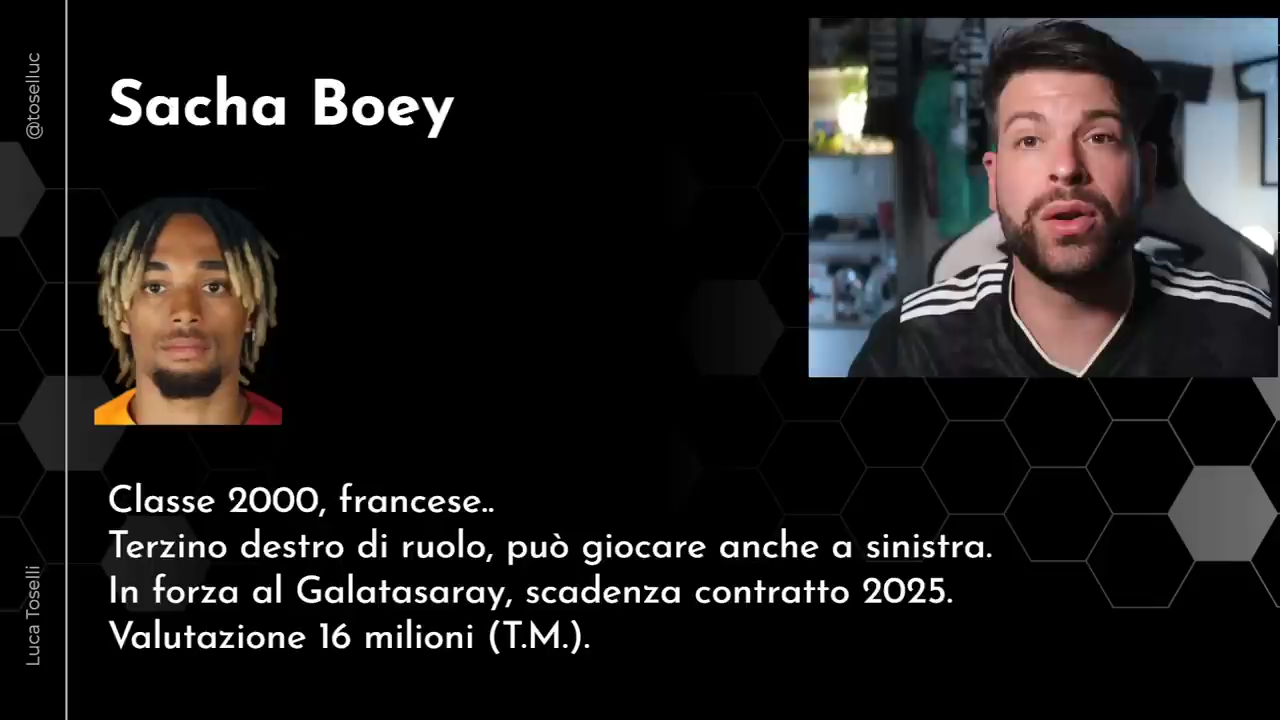 @toselluc
Sacha Boey
Classe 2000, francese..
Terzino destro di ruolo, può giocare anche a sinistra.
In forza al Galatasaray, scadenza contratto 2025.
Valutazione 16 milioni (T.M.).
Luca Toselli